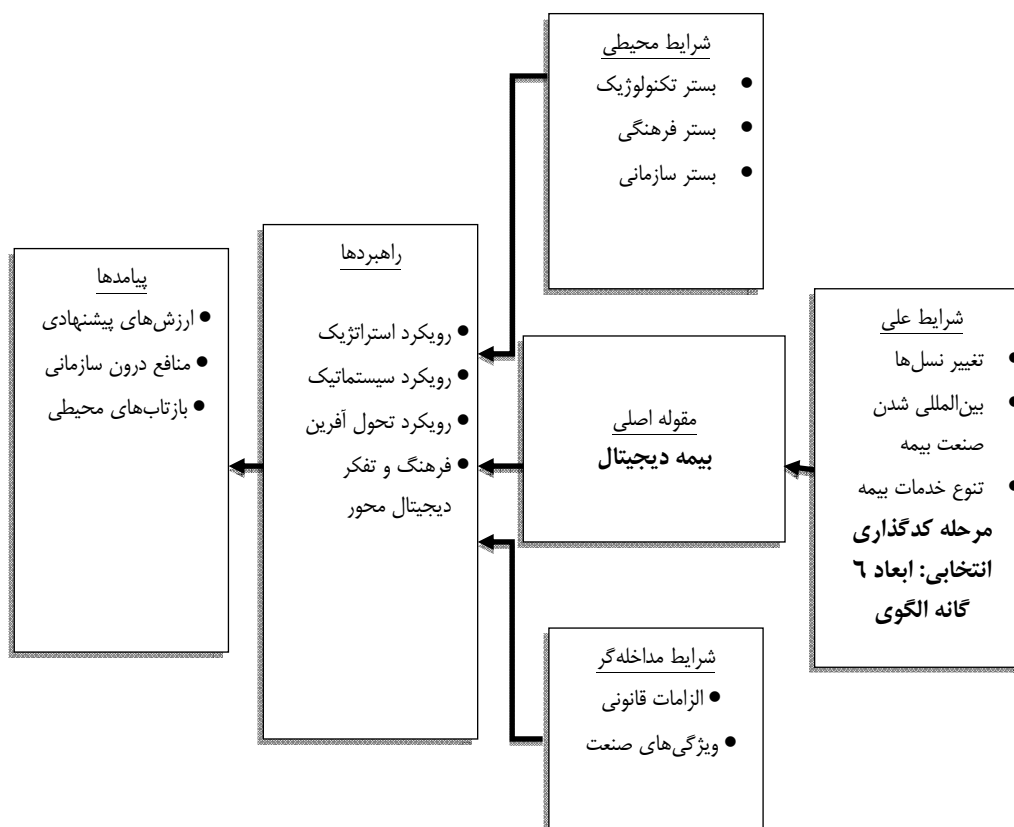 شرایط محیطی
● بستر تکنولوژیک
● بستر فرهنگی
● بستر سازمانی
شرایط علی
● تغییر نسل‌ها
● بین‌المللی شدن
صنعت بیمه
● تنوع خدمات بیمه
مرحله کدگذاری
انتخابی: ابعاد ٦
گانه الگوی
مقوله اصلی
بیمه دیجیتال
شرایط مداخله‌گر
● الزامات قانونی
● ویژگی‌های صنعت
راهبردها
● رویکرد استراتژیک
● رویکرد سیستماتیک
● رویکرد تحول آفرین
● فرهنگ و تفکر
دیجیتال محور
پیامدها
● ارزش‌های پیشنهادی
● منافع درون سازمانی
● بازتاب‌های محیطی